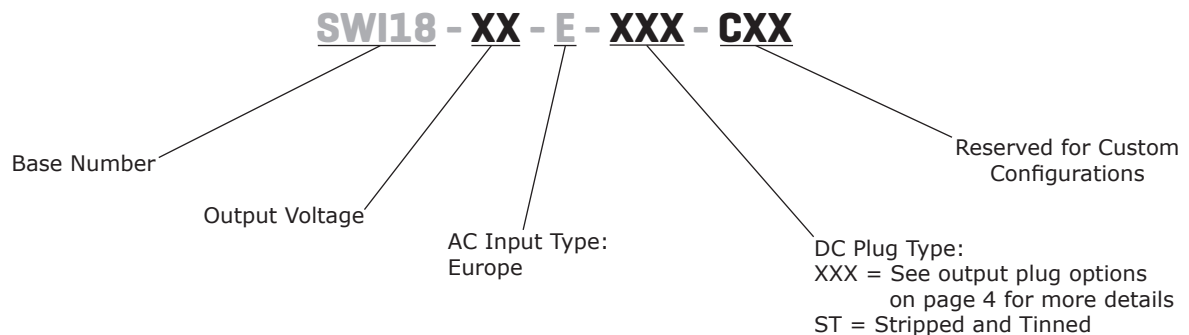 SWI18 - XX - E - XXX - CXX
Base Number
Output Voltage
AC Input Type:
Europe
DC Plug Type:
XXX = See output plug options
on page 4 for more details
ST = Stripped and Tinned
Reserved for Custom
Configurations